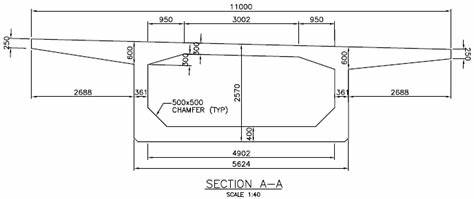 11000
950 3002 950
250 600 300 300 600 250
2688 361 2570 361 2688
500x500
CHAMFER (TYP)
400
4902
5624
SECTION A-A
SCALE 1:40